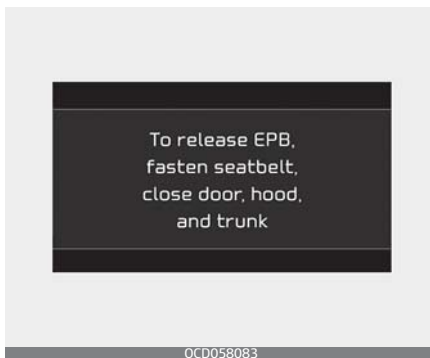 To release EPB,
fasten seatbelt,
close door, hood,
and trunk
OCD058083